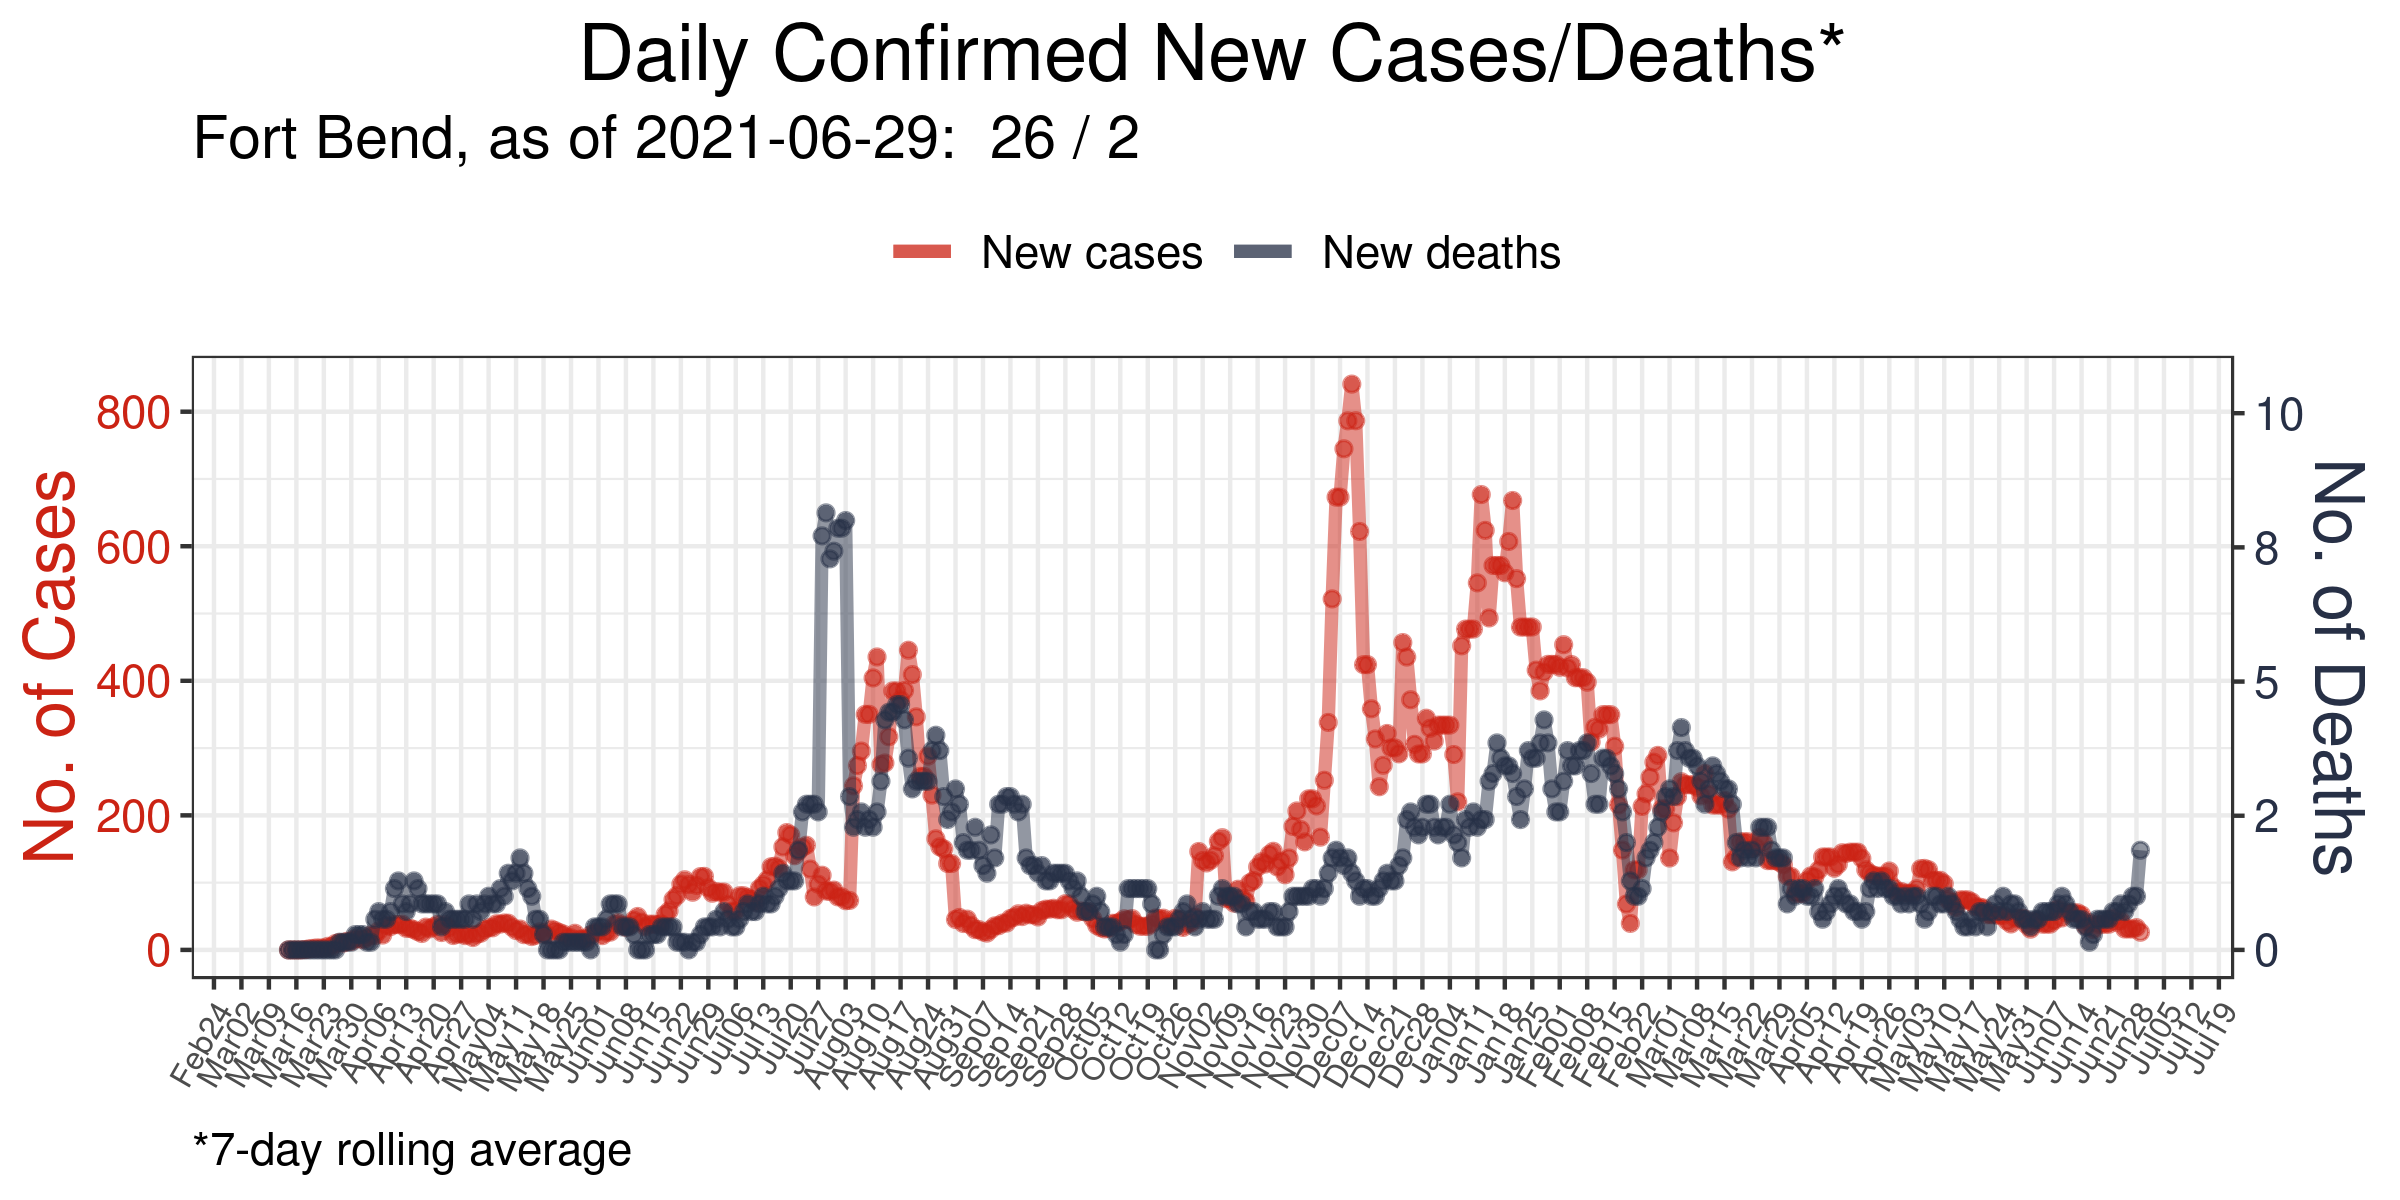 Daily Confirmed New Cases/Deaths*
Fort Bend, as of 2021-06-29:  26 / 2
New cases
New deaths
No. of Cases
800
600
400
200
0
10
8
5
2
0
No. of Deaths
Feb24
Mar02
Mar09
Mar16
Mar23
Mar30
Apr06
Apr13
Apr20
Apr27
May04
May11
May18
May25
Jun01
Jun08
Jun15
Jun22
Jun29
Jul06
Jul13
Jul20
Jul27
Aug03
Aug10
Aug17
Aug24
Aug31
Sep07
Sep14
Sep21
Sep28
Oct05
Oct12
Oct19
Oct26
Nov02
Nov09
Nov16
Nov23
Nov30
Dec07
Dec14
Dec21
Dec28
Jan04
Jan11
Jan18
Jan25
Feb01
Feb08
Feb15
Feb22
Mar01
Mar08
Mar15
Mar22
Mar29
Apr05
Apr12
Apr19
Apr26
May03
May10
May17
May24
May31
Jun07
Jun14
Jun21
Jun28
Jul05
Jul12
Jul19
*7-day rolling average